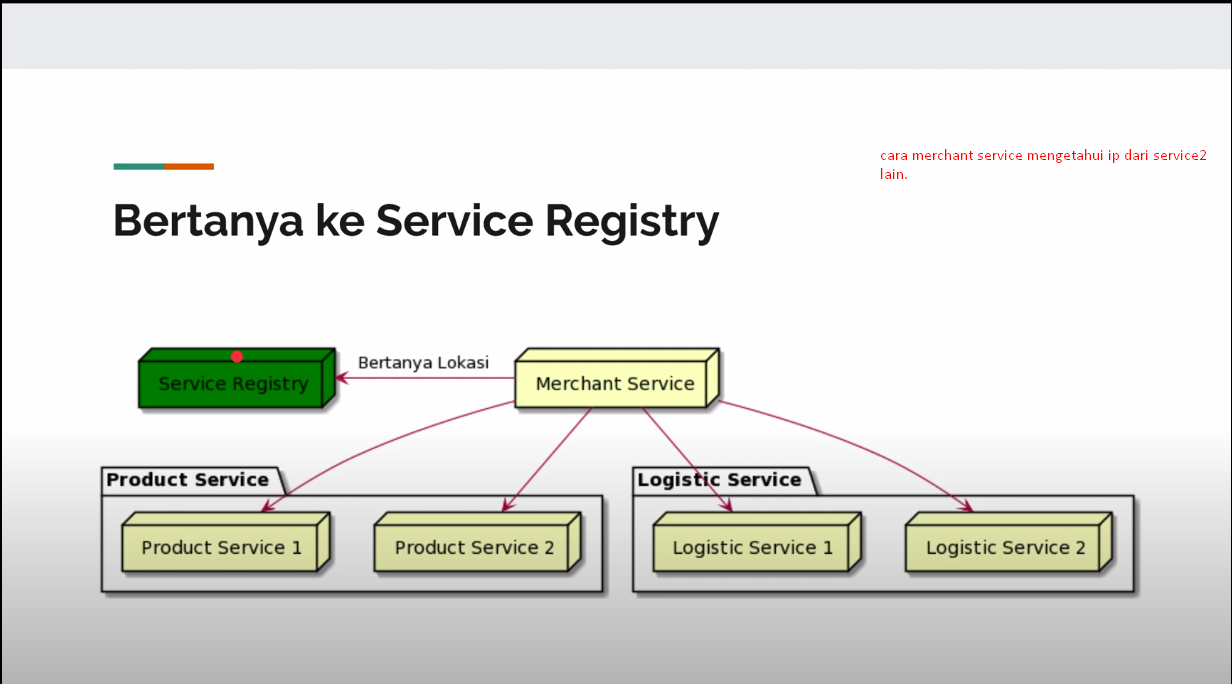 cara merchant service mengetahui ip dari service2
lain.
Bertanya ke Service Registry
Service Registry
Bertanya Lokasi
Merchant Service
Product Service
Product Service 1
Product Service 2
Logistic Service
Logistic Service 1
Logistic Service 2